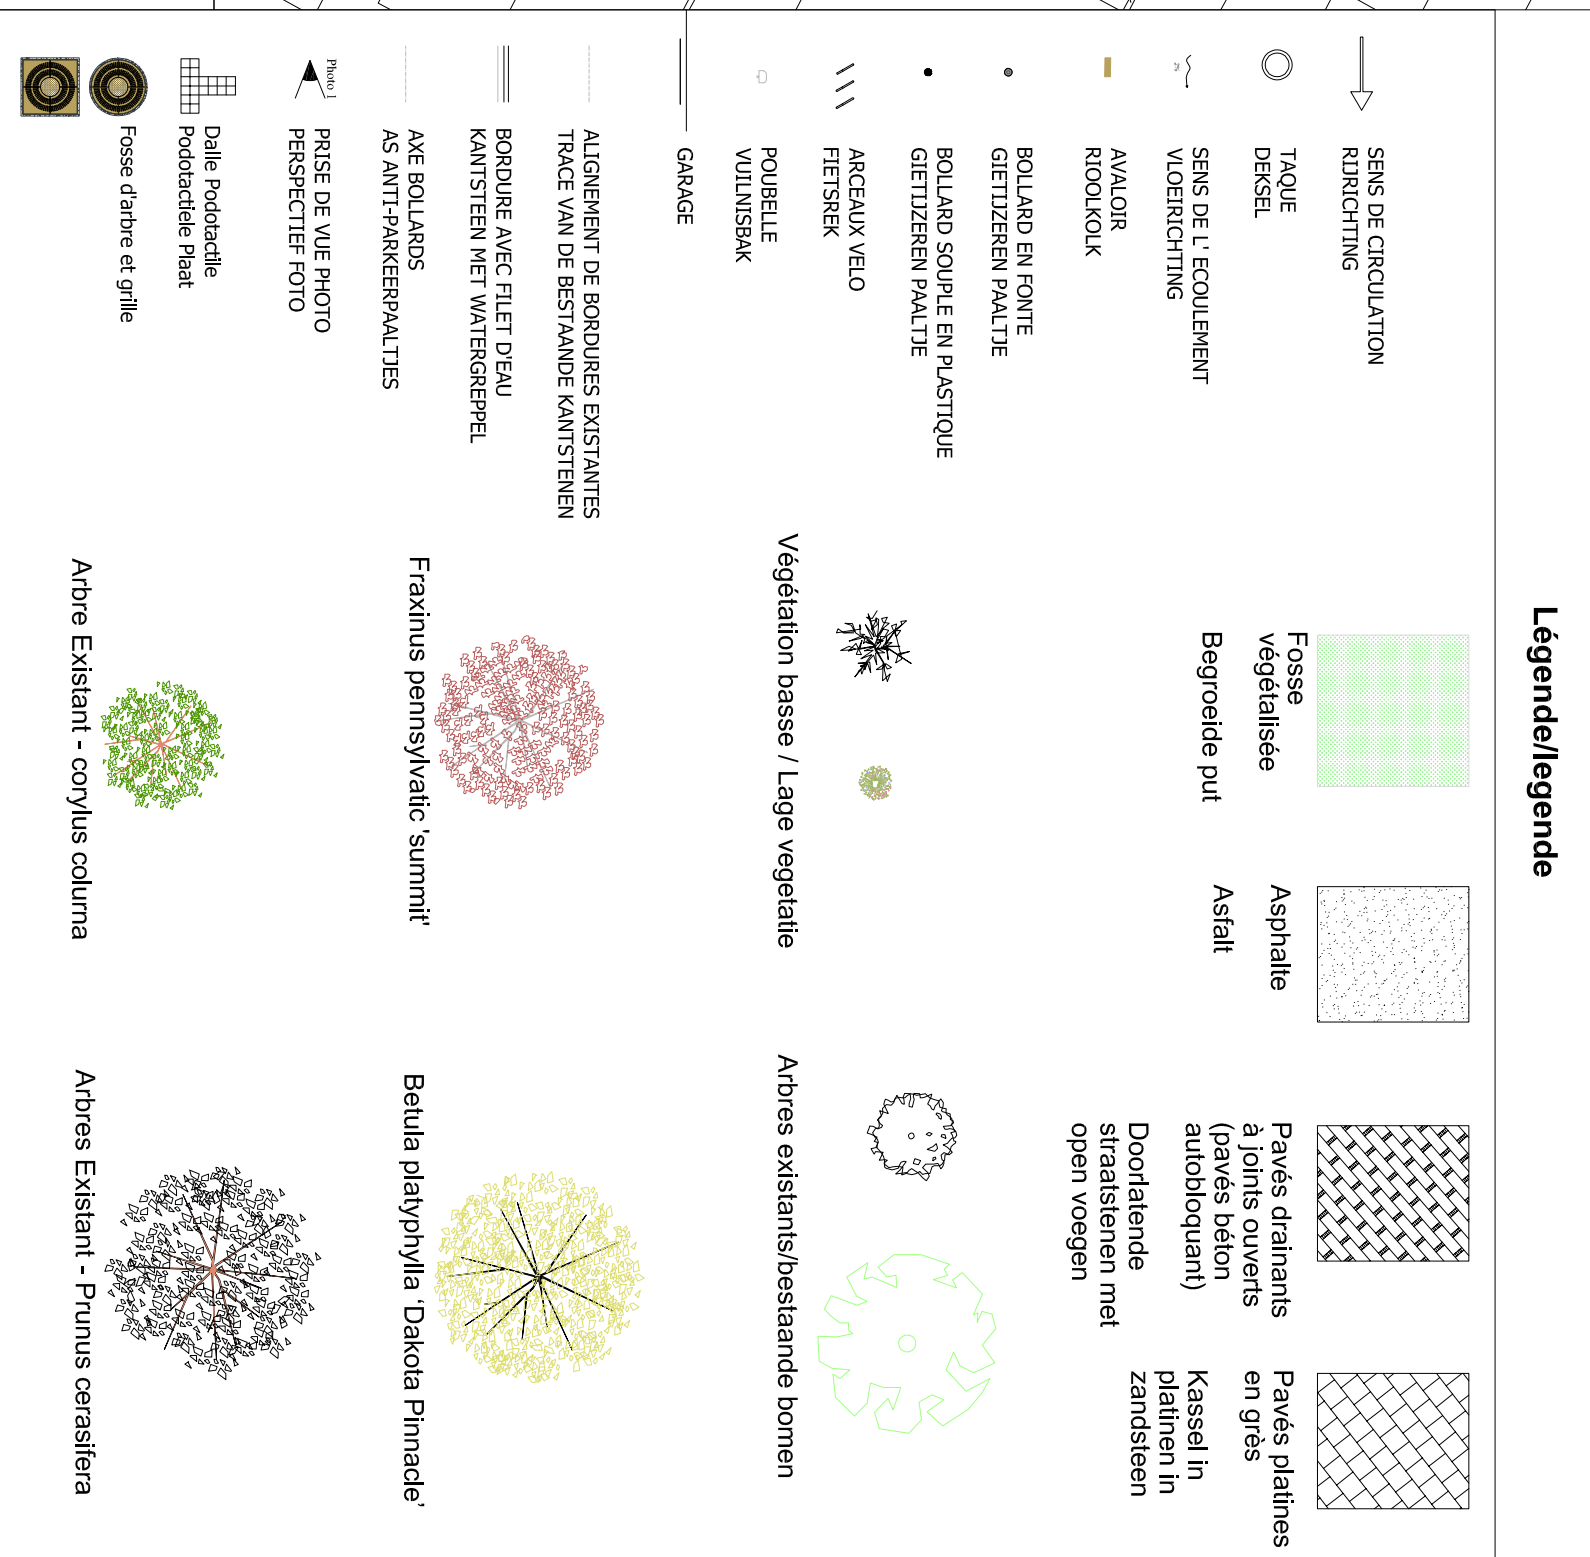 Légende/legende
SENS DE CIRCULATION
RIJRICHTING
TAQUE
DEKSEL
SENS DE L' ECOULEMENT
VLOEIRICHTING
AVALOIR
RIOOLKOLK
BOLLARD EN FONTE
GIETIJZEREN PAALTJE
BOLLARD SOUPLE EN PLASTIQUE
GIETIJZEREN PAALTJE
ARCEAUX VELO
FIETSREK
POUBELLE
VUILNISBAK
GARAGE
ALIGNEMENT DE BORDURES EXISTANTES
TRACE VAN DE BESTAANDE KANTSTENEN
BORDURE AVEC FILET D'EAU
KANTSTEEN MET WATERGREPPEL
AXE BOLLARDS
AS ANTI-PARKEERPAALTJES
Photo 1
PRISE DE VUE PHOTO
PERSPECTIEF FOTO
Dalle Podotactile
Podotactiele Plaat
Fosse d'arbre et grille
Fosse
végétalisée
Begroeide put
Asphalte
Asfalt
Pavés drainants
à joints ouverts
(pavés béton
autobloquant)
Doorlatende
straatstenen met
open voegen
Pavés platines
en grès
Kassel in
platinen in
zandsteen
Végétation basse / Lage vegetatie
Arbres existants/bestaande bomen
Fraxinus pennsylvatic 'summit'
Betula platyphylla ‘Dakota Pinnacle’
Arbre Existant - corylus colurna
Arbres Existant - Prunus cerasifera